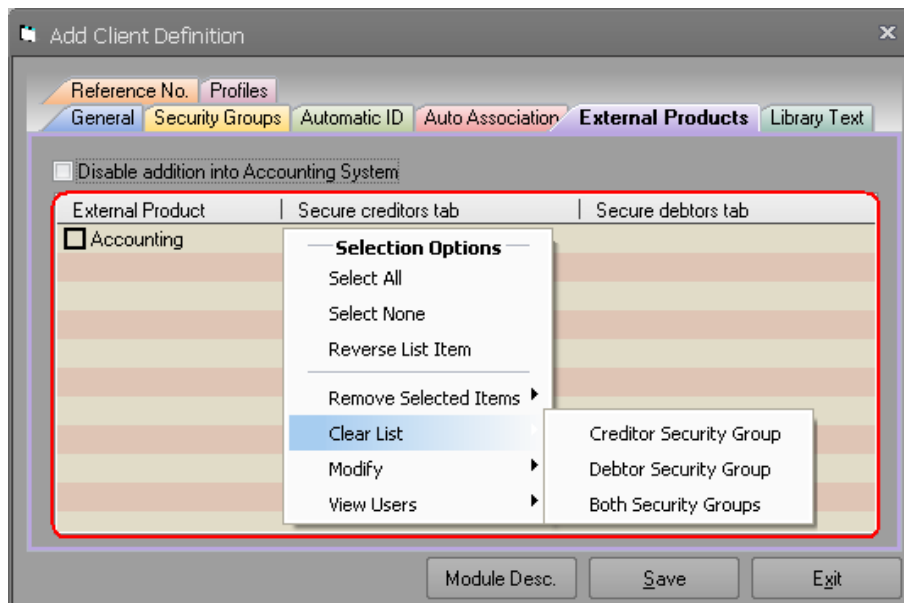 Add Client Definition
Reference No. Profiles
General Security Groups Automatic ID Auto Association External Products Library Text
Disable addition into Accounting System
External Product Secure creditors tab Secure debtors tab
Accounting
Selection Options
Select All
Select None
Reverse List Item
Remove Selected Items
Clear List
Modify
View Users
Creditor Security Group
Debtor Security Group
Both Security Groups
Module Desc. Save Exit